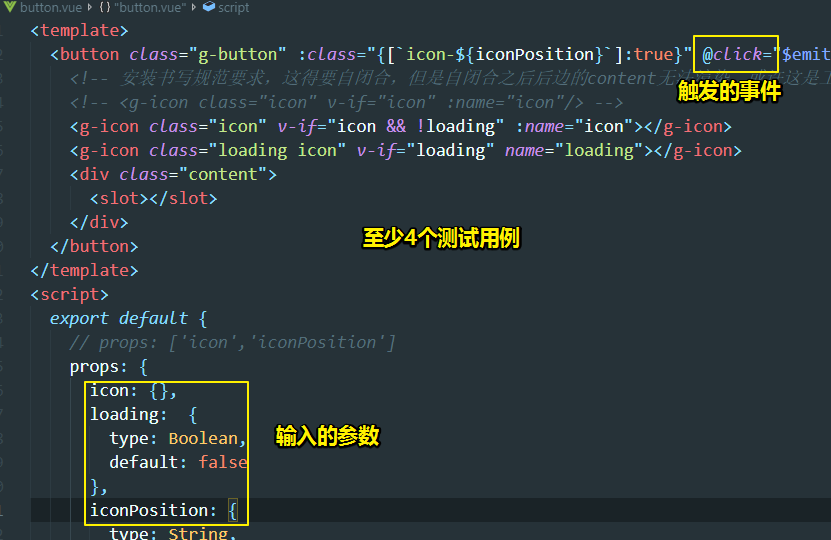 button.vue › {} "button.vue" › script
<template>
<button class="g-button" :class="{[`icon-${iconPosition}`]:true}" @click="$emit
<!-- 安装书写规范要求，这得要自闭合，但是自闭合之后后边的content无
触发的事件
<!-- <g-icon class="icon" v-if="icon" :name="icon"/> -->
<g-icon class="icon" v-if="icon && !loading" :name="icon"></g-icon>
<g-icon class="loading icon" v-if="loading" name="loading"></g-icon>
<div class="content">
<slot></slot>
</div>
至少4个测试用例
</button>
</template>
<script>
export default {
// props: ['icon','iconPosition']
props: {
icon: {},
loading: {
输入的参数
type: Boolean,
default: false
},
iconPosition: {
type: String,